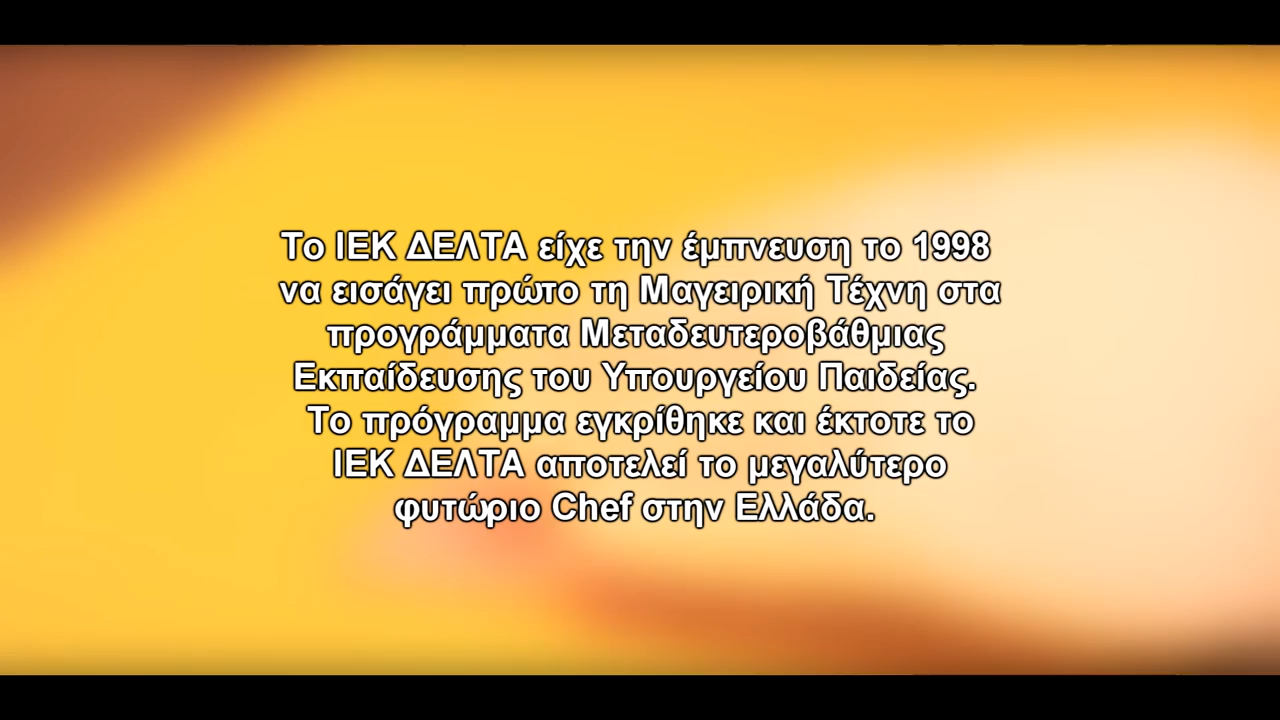 Το ΙΕΚ ΔΕΛΤΑ είχε την έμπνευση το 1998
να εισάγει πρώτο τη Μαγειρική Τέχνη στα
προγράμματα Μεταδευτεροβάθμιας
Εκπαίδευσης του Υπουργείου Παιδείας.
Το πρόγραμμα εγκρίθηκε και έκτοτε το
ΙΕΚ ΔΕΛΤΑ αποτελεί το μεγαλύτερο
φυτώριο Chef στην Ελλάδα.